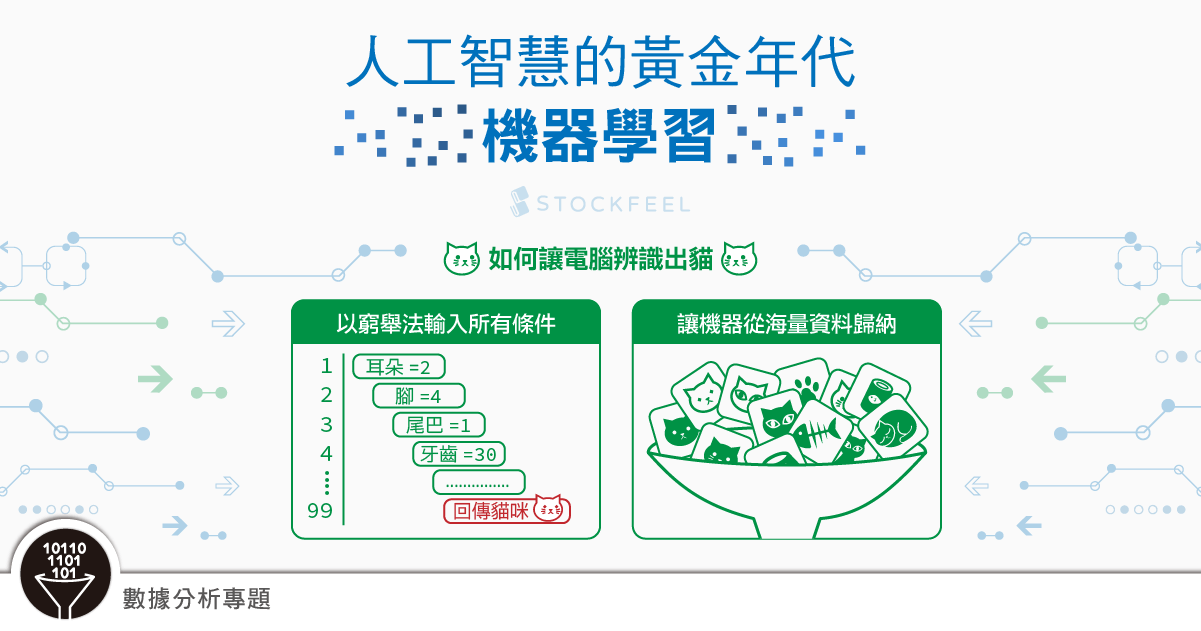 人工智慧的黃金年代
機器學習
STOCKFEEL
如何讓電腦辨識出貓
以窮舉法輸入所有條件
1 耳朵 =2
2 腳 =4
3 尾巴 =1
4 牙齒 =30
...............
99 回傳貓咪
讓機器從海量資料歸納
10110
1101
101
數據分析專題